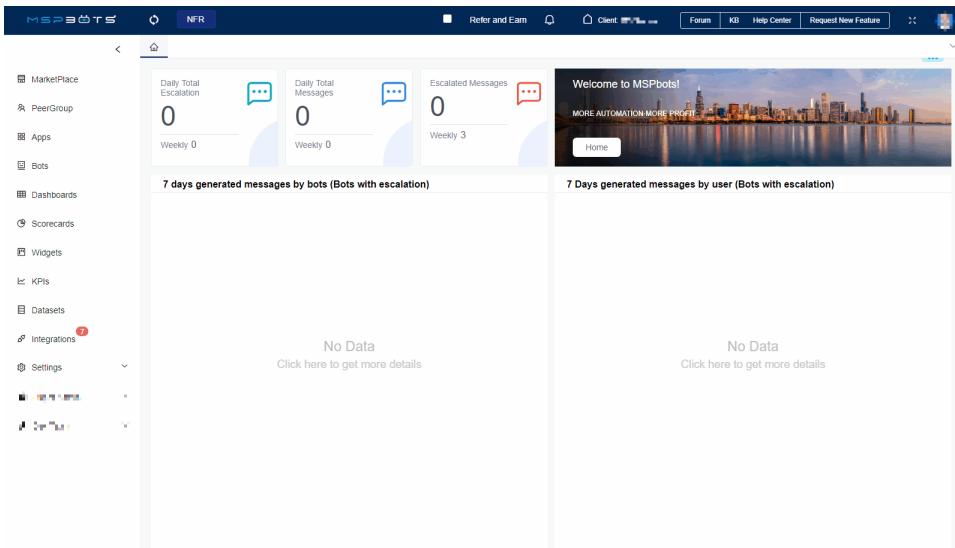 MSPBOTS
NFR
Refer and Earn
Client:
Forum
KB
Help Center
Request New Feature
MarketPlace
PeerGroup
Apps
Bots
Dashboards
Scorecards
Widgets
KPIs
Datasets
Integrations
7
Settings
Daily Total
Escalation
0
Weekly 0
Daily Total
Messages
0
Weekly 0
Escalated Messages
0
Weekly 3
Welcome to MSPbots!
MORE AUTOMATION-MORE PROFIT
Home
7 days generated messages by bots (Bots with escalation)
No Data
Click here to get more details
7 Days generated messages by user (Bots with escalation)
No Data
Click here to get more details